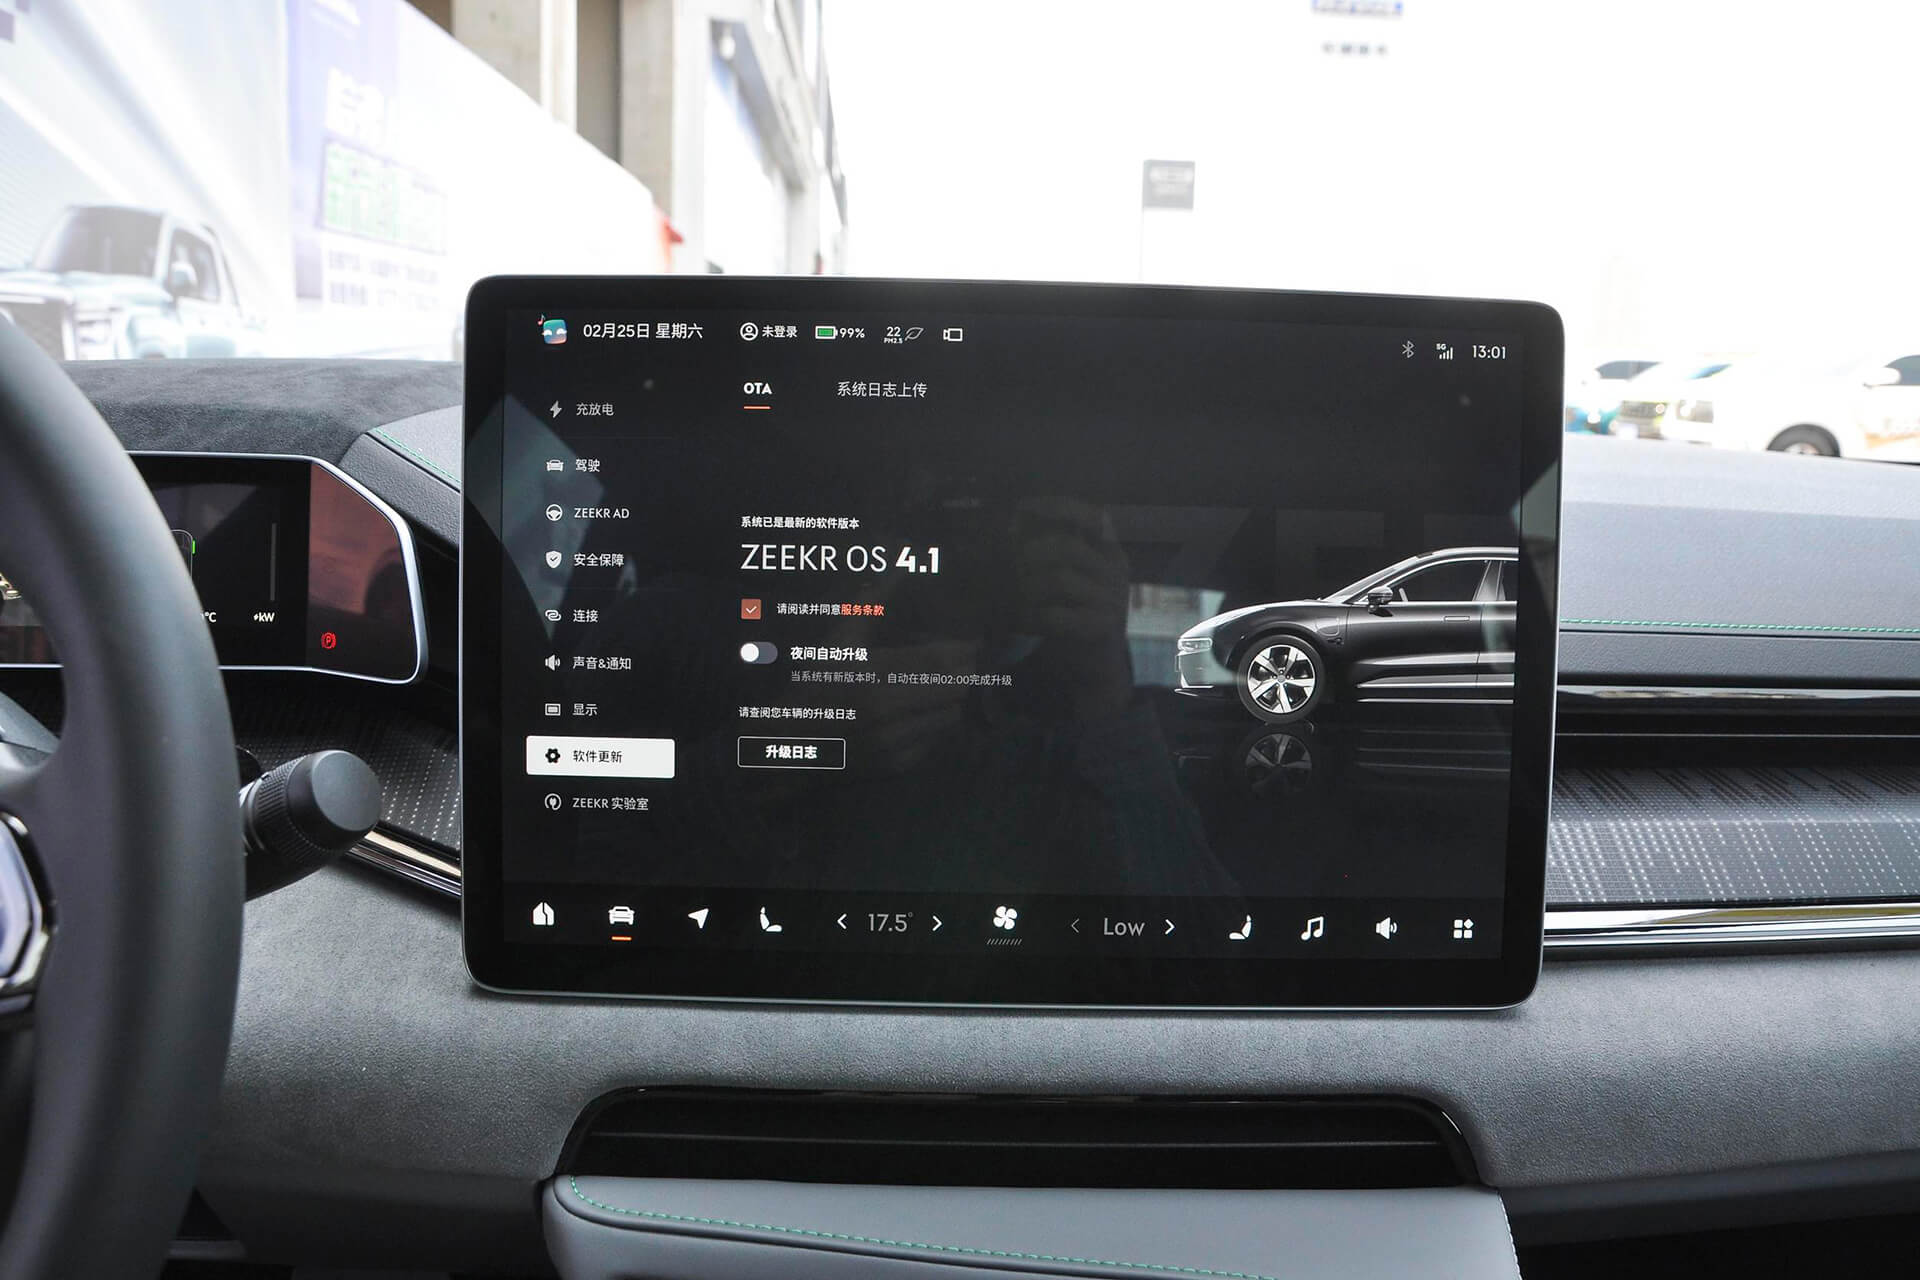 02月25日 星期六
未登录
99%
22
PM2.5
5G
13:01
OTA
系统日志上传
充放电
驾驶
ZEEKR AD
安全保障
连接
声音&通知
显示
软件更新
ZEEKR 实验室
系统已是最新的软件版本
ZEEKR OS 4.1
请阅读并同意服务条款
夜间自动升级
当系统有新版本时，自动在夜间02:00完成升级
请查阅您车辆的升级日志
升级日志
17.5°
Low
°C
kW
P